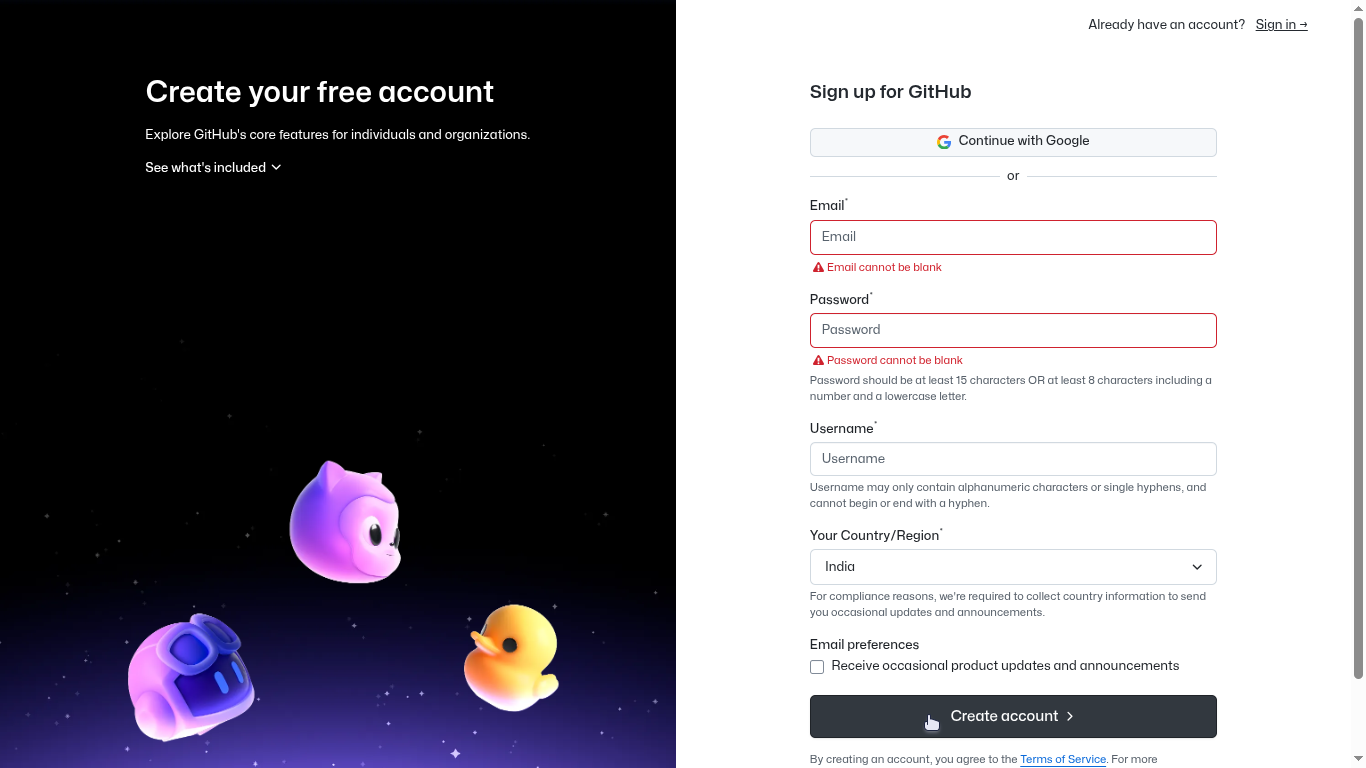 Already have an account? Sign in →
Create your free account
Explore GitHub's core features for individuals and organizations.
See what's included
Sign up for GitHub
Continue with Google
or
Email*
Email
Email cannot be blank
Password*
Password
Password cannot be blank
Password should be at least 15 characters OR at least 8 characters including a
number and a lowercase letter.
Username*
Username
Username may only contain alphanumeric characters or single hyphens, and
cannot begin or end with a hyphen.
Your Country/Region*
India
For compliance reasons, we're required to collect country information to send
you occasional updates and announcements.
Email preferences
Receive occasional product updates and announcements
Create account
By creating an account, you agree to the Terms of Service. For more